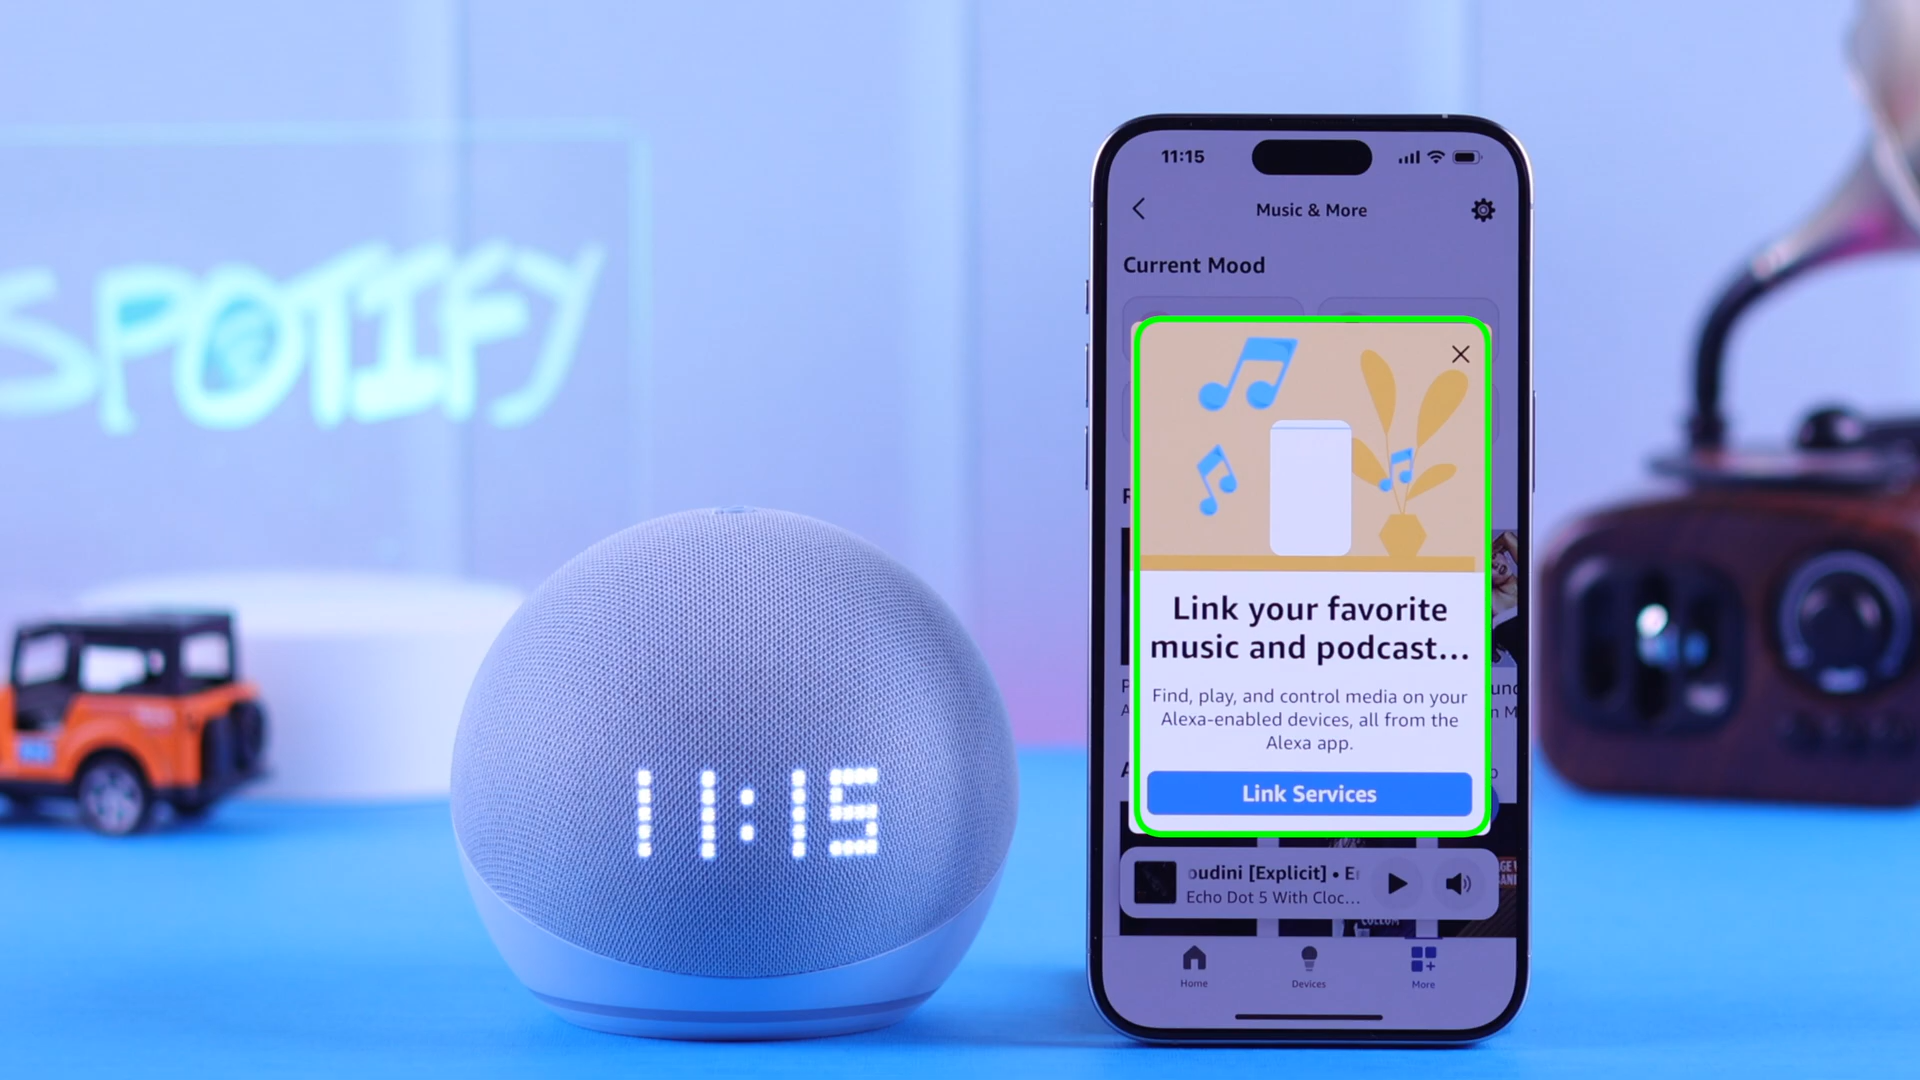 SPOTIFY
11:15
11:15
Music & More
Current Mood
Link your favorite
music and podcast...
Find, play, and control media on your
Alexa-enabled devices, all from the
Alexa app.
Link Services
oudini [Explicit] • E
Echo Dot 5 With Cloc...
Home
Devices
More